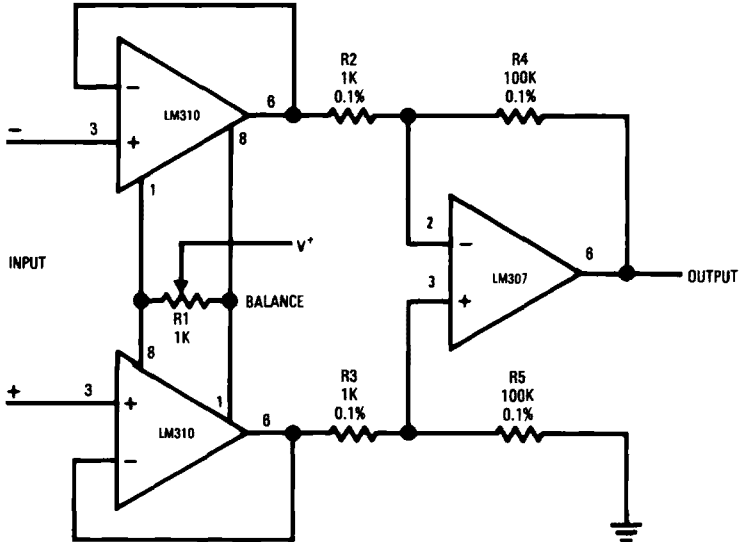 R2
1K
0.1%
R4
100K
0.1%
−
LM310
6
−
3
+
8
1
2
−
INPUT
V+
6
LM307
OUTPUT
3
+
BALANCE
R1
1K
8
R3
1K
0.1%
R5
100K
0.1%
+
3
+
1
6
LM310
−